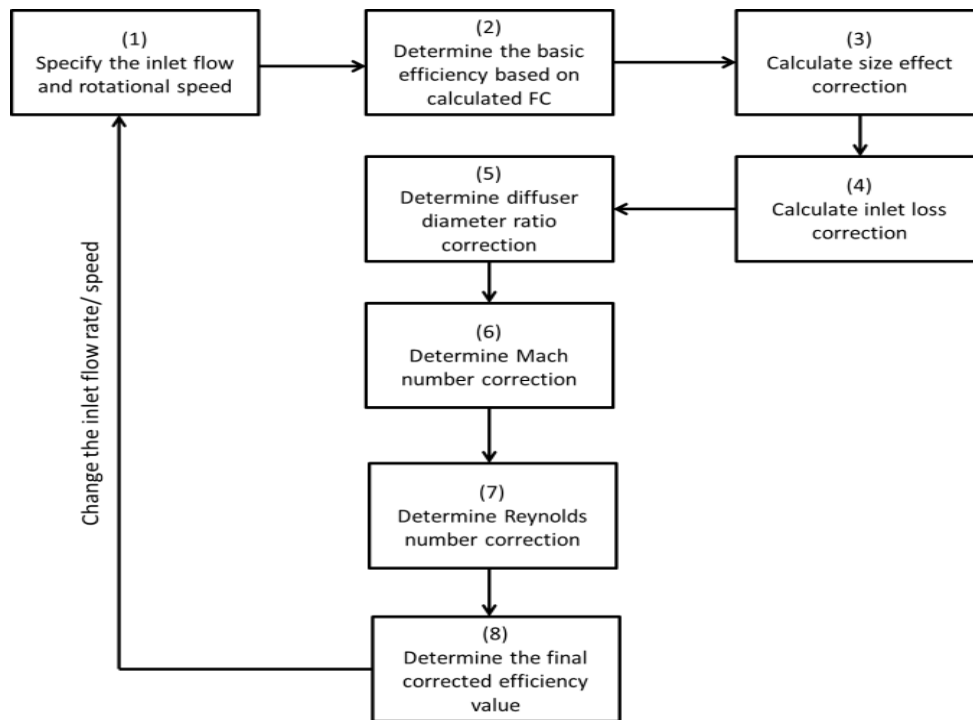 (1)
Specify the inlet flow
and rotational speed
(2)
Determine the basic
efficiency based on
calculated FC
(3)
Calculate size effect
correction
(4)
Calculate inlet loss
correction
(5)
Determine diffuser
diameter ratio
correction
(6)
Determine Mach
number correction
(7)
Determine Reynolds
number correction
(8)
Determine the final
corrected efficiency
value
Change the inlet flow rate/ speed